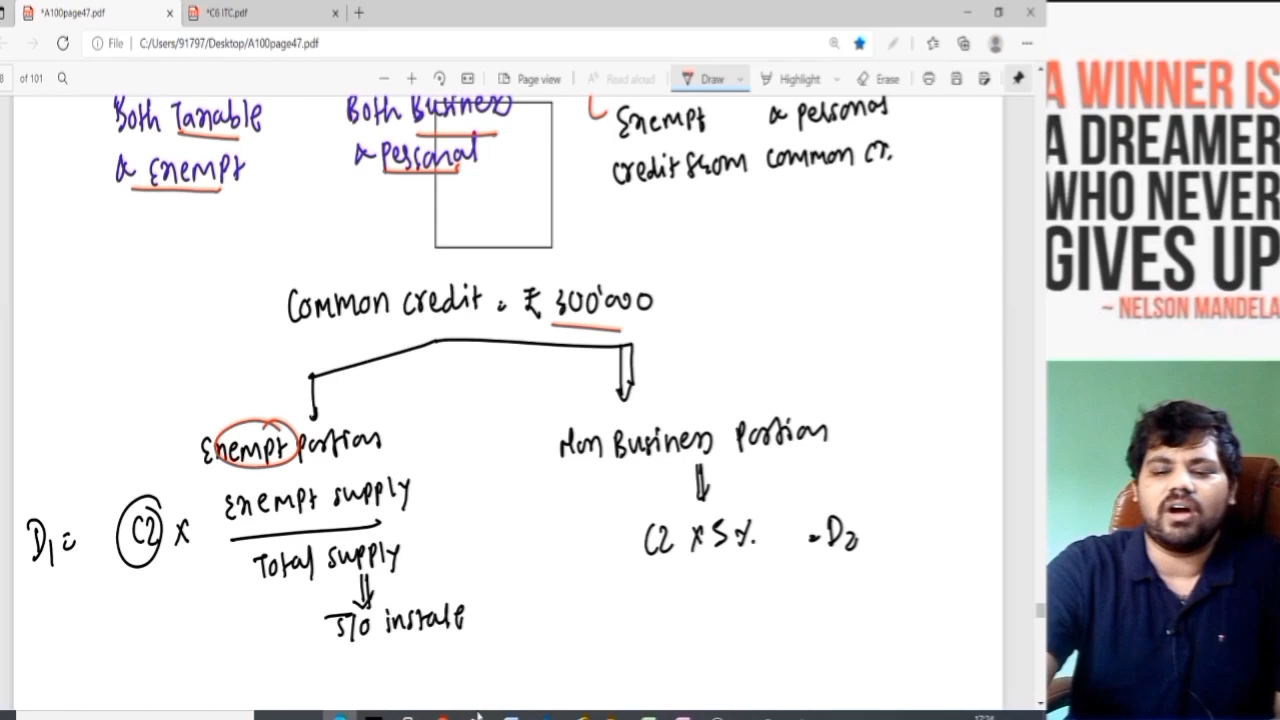 *A100page47.pdf
*C6 ITC.pdf
File
C:/Users/91797/Desktop/A100page47.pdf
of 101
Page view
Read aloud
Draw
Highlight
Erase
Both Taxable
& Exempt
Both Business
& Personal
Exempt & personal
credit from common cr.
Common credit = ₹ 300'000
Exempt portion
Non Business portion
D1 = C2 x Exempt supply
Total supply
T/O instate
C2 x 5%. = D2
A WINNER IS
A DREAMER
WHO NEVER
GIVES UP
~ NELSON MANDELA